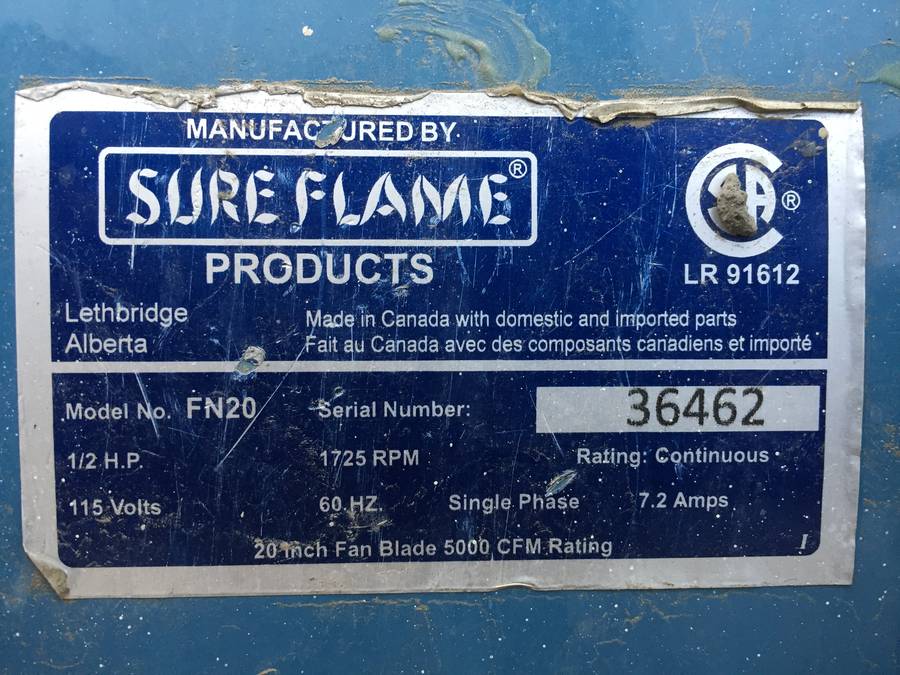 MANUFACTURED BY
SURE FLAME®
PRODUCTS
CSA®
LR 91612
Lethbridge
Alberta
Made in Canada with domestic and imported parts
Fait au Canada avec des composants canadiens et importé
Model No. FN20 Serial Number: 36462
1/2 H.P. 1725 RPM Rating: Continuous
115 Volts 60 HZ. Single Phase 7.2 Amps
20 inch Fan Blade 5000 CFM Rating
I